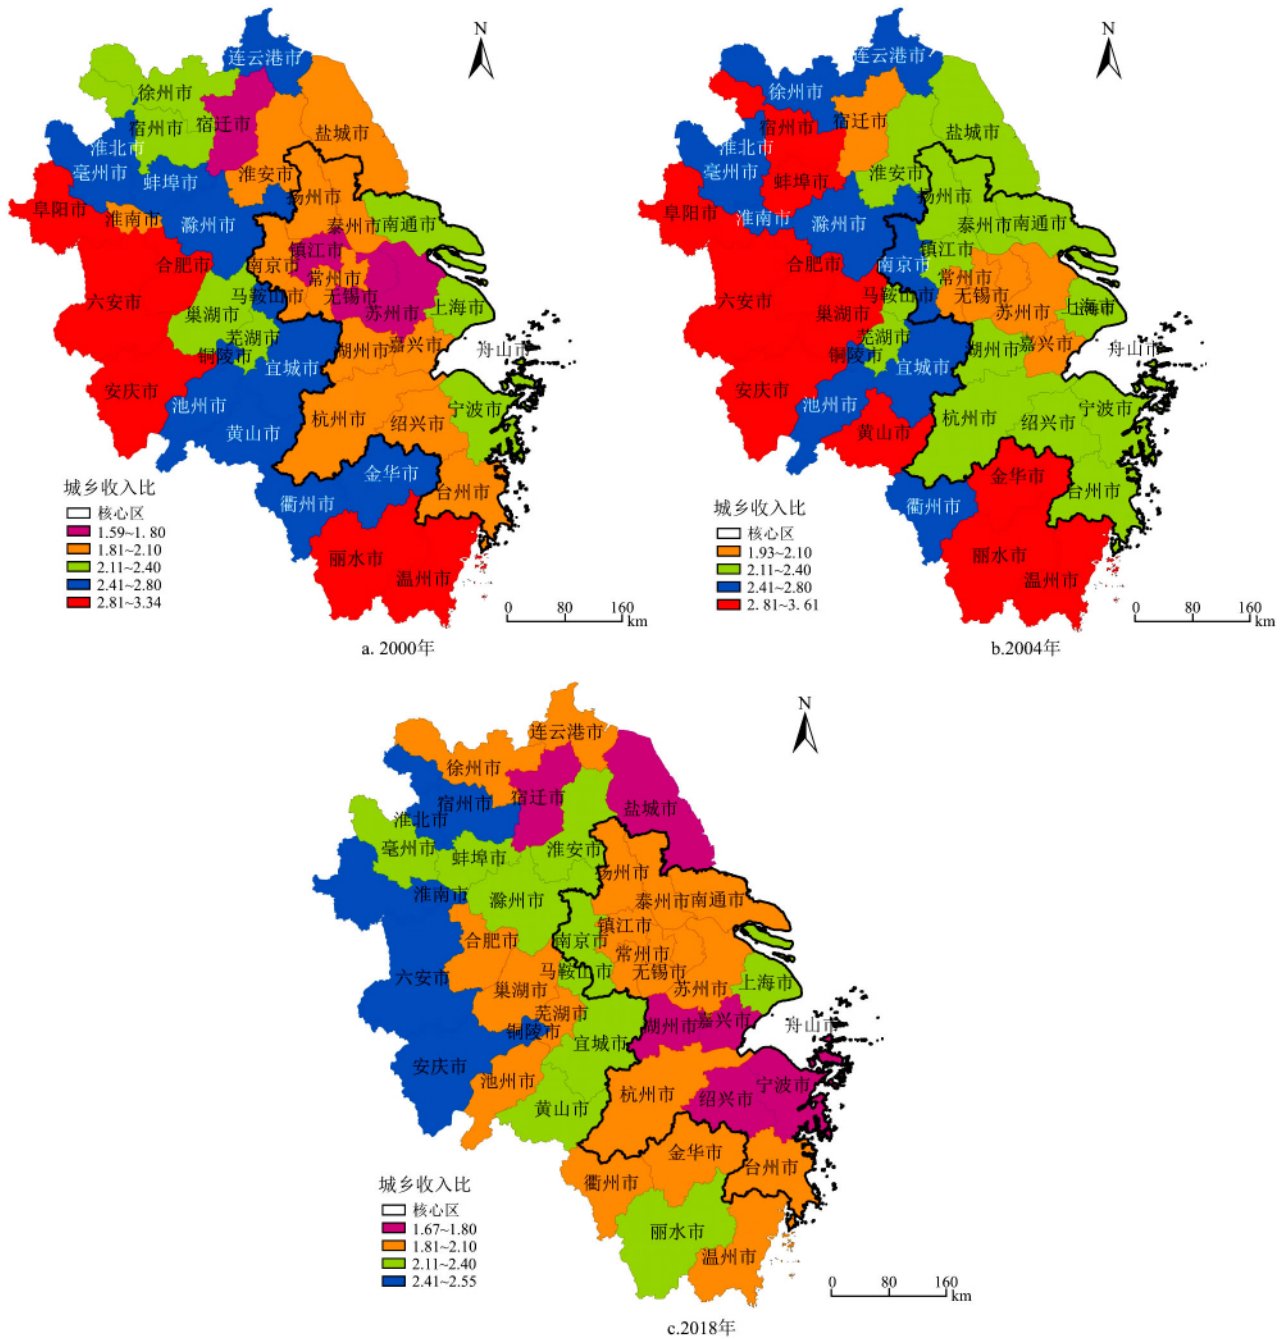 N
连云港市
徐州市
宿州市
宿迁市
盐城市
淮北市
亳州市
蚌埠市
淮安市
阜阳市
淮南市
滁州市
扬州市
泰州市
南通市
合肥市
南京市
镇江市
常州市
六安市
马鞍山市
无锡市
巢湖市
苏州市
上海市
芜湖市
铜陵市
宜城市
湖州市
嘉兴市
舟山市
安庆市
池州市
黄山市
杭州市
绍兴市
宁波市
金华市
衢州市
台州市
丽水市
温州市
城乡收入比
核心区
1.59~1.80
1.81~2.10
2.11~2.40
2.41~2.80
2.81~3.34
0 80 160
km
a. 2000年
N
连云港市
徐州市
宿州市
宿迁市
盐城市
淮北市
亳州市
蚌埠市
淮安市
阜阳市
淮南市
滁州市
扬州市
泰州市
南通市
合肥市
南京市
镇江市
常州市
六安市
马鞍山市
无锡市
巢湖市
苏州市
上海市
芜湖市
铜陵市
宜城市
湖州市
嘉兴市
舟山市
安庆市
池州市
黄山市
杭州市
绍兴市
宁波市
金华市
衢州市
台州市
丽水市
温州市
城乡收入比
核心区
1.93~2.10
2.11~2.40
2.41~2.80
2.81~3.61
0 80 160
km
b.2004年
N
连云港市
徐州市
宿州市
宿迁市
盐城市
淮北市
亳州市
蚌埠市
淮安市
扬州市
淮南市
滁州市
泰州市
南通市
合肥市
南京市
镇江市
常州市
六安市
马鞍山市
无锡市
巢湖市
苏州市
上海市
芜湖市
铜陵市
宜城市
湖州市
嘉兴市
舟山市
安庆市
池州市
黄山市
杭州市
绍兴市
宁波市
金华市
衢州市
台州市
丽水市
温州市
城乡收入比
核心区
1.67~1.80
1.81~2.10
2.11~2.40
2.41~2.55
0 80 160
km
c.2018年